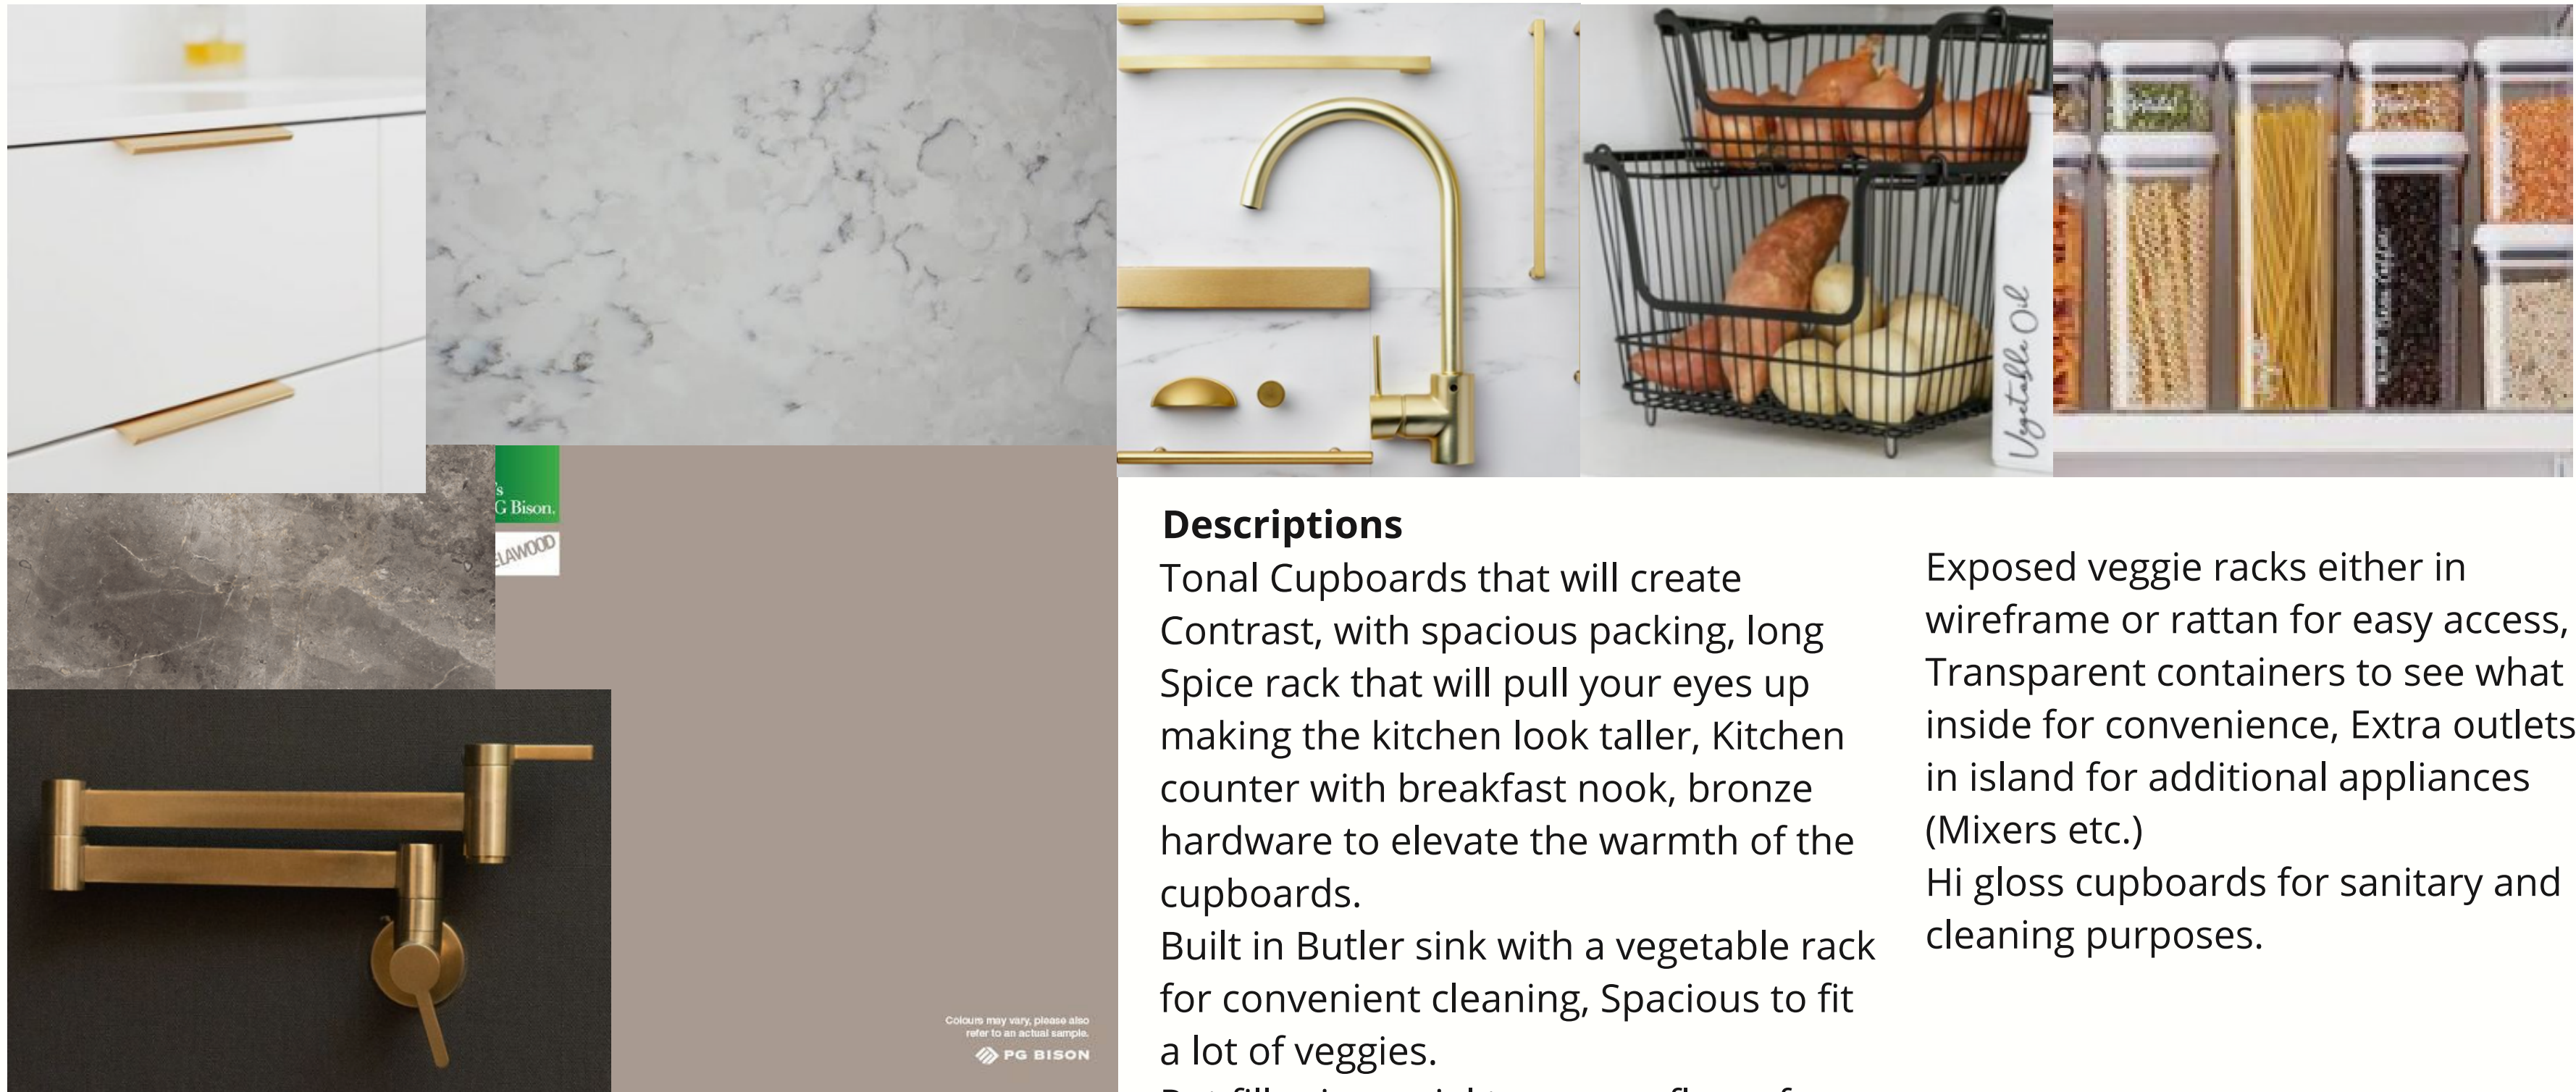 Vegetable Oil
s
G Bison.
ELAWOOD
Colours may vary, please also
refer to an actual sample.
PG BISON
Descriptions
Tonal Cupboards that will create
Contrast, with spacious packing, long
Spice rack that will pull your eyes up
making the kitchen look taller, Kitchen
counter with breakfast nook, bronze
hardware to elevate the warmth of the
cupboards.
Built in Butler sink with a vegetable rack
for convenient cleaning, Spacious to fit
a lot of veggies.
Exposed veggie racks either in
wireframe or rattan for easy access,
Transparent containers to see what
inside for convenience, Extra outlets
in island for additional appliances
(Mixers etc.)
Hi gloss cupboards for sanitary and
cleaning purposes.